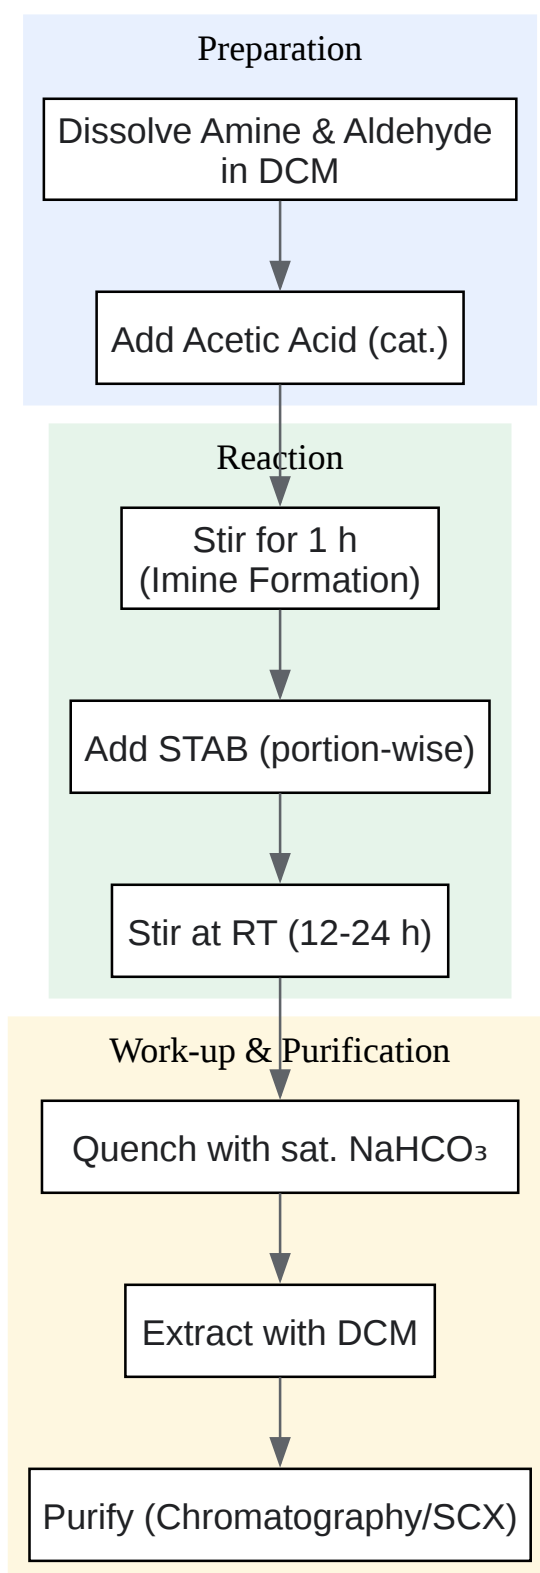 Preparation
Dissolve Amine & Aldehyde
in DCM
Add Acetic Acid (cat.)
Reaction
Stir for 1 h
(Imine Formation)
Add STAB (portion-wise)
Stir at RT (12-24 h)
Work-up & Purification
Quench with sat. NaHCO₃
Extract with DCM
Purify (Chromatography/SCX)